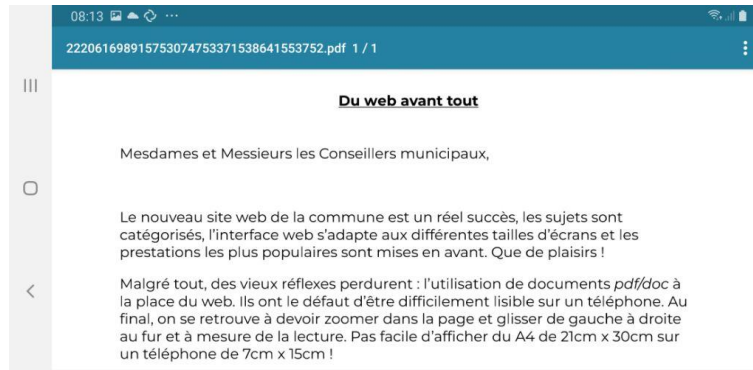 08:13
22206169891575307475337153864155​3752.pdf 1 / 1
Du web avant tout
Mesdames et Messieurs les Conseillers municipaux,
Le nouveau site web de la commune est un réel succès, les sujets sont
catégorisés, l'interface web s'adapte aux différentes tailles d'écrans et les
prestations les plus populaires sont mises en avant. Que de plaisirs !
Malgré tout, des vieux réflexes perdurent : l'utilisation de documents pdf/doc à
la place du web. Ils ont le défaut d'être difficilement lisible sur un téléphone. Au
final, on se retrouve à devoir zoomer dans la page et glisser de gauche à droite
au fur et à mesure de la lecture. Pas facile d'afficher du A4 de 21cm x 30cm sur
un téléphone de 7cm x 15cm !